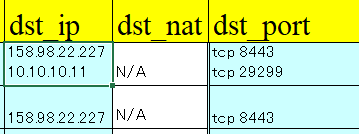 dst_ip dst_nat dst_port
158.98.22.227 tcp 8443
10.10.10.11 N/A tcp 29299
158.98.22.227 N/A tcp 8443